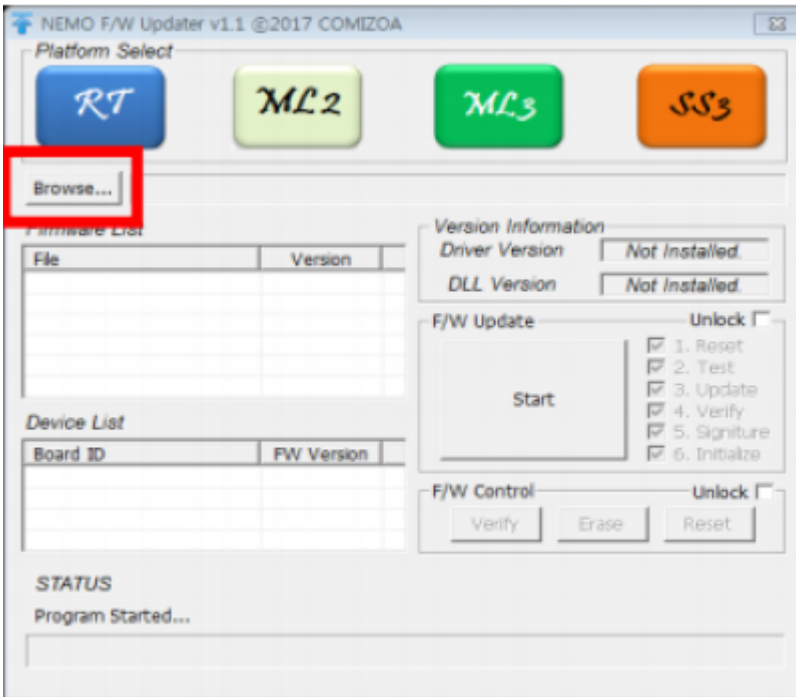 NEMO F/W Updater v1.1 ©2017 COMIZOA
Platform Select
RT ML2 ML3 SS3
Browse...
Firmware List
File Version
Version Information
Driver Version Not Installed.
DLL Version Not Installed.
F/W Update Unlock
Start
1. Reset
2. Test
3. Update
4. Verify
5. Signiture
6. Initialize
Device List
Board ID FW Version
F/W Control Unlock
Verify Erase Reset
STATUS
Program Started...